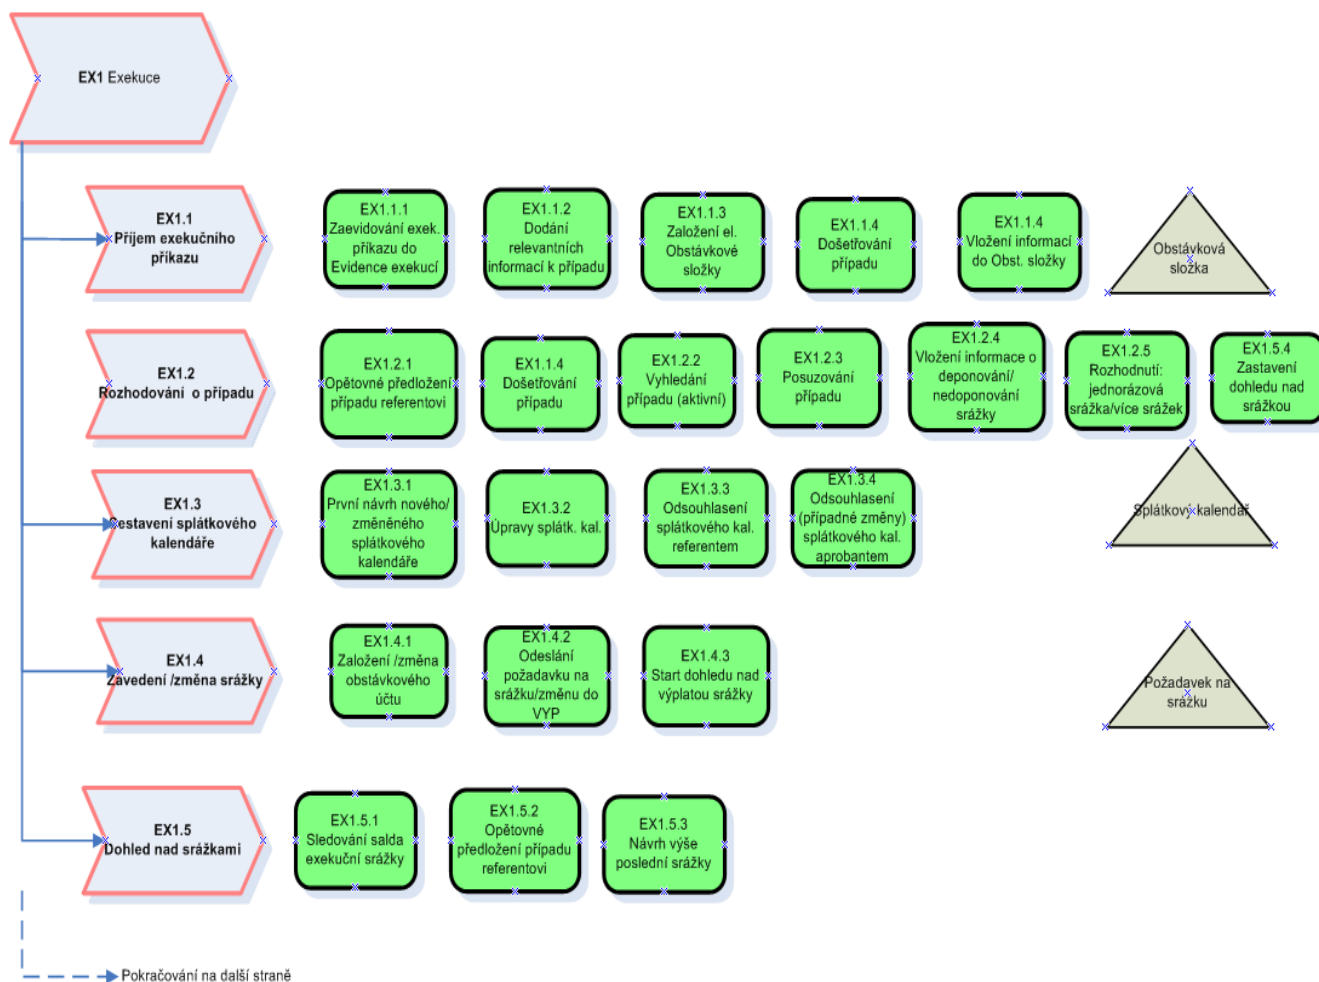 EX1 Exekuce
EX1.1
Příjem exekučního
příkazu
EX1.1.1
Zaevidování exek.
příkazu do
Evidence exekucí
EX1.1.2
Dodání
relevantních
informací k případu
EX1.1.3
Založení el.
Obstávkové
složky
EX1.1.4
Došetřování
případu
EX1.1.4
Vložení informací
do Obst. složky
Obstávková
složka
EX1.2
Rozhodování o případu
EX1.2.1
Opětovné předložení
případu referentovi
EX1.1.4
Došetřování
případu
EX1.2.2
Vyhledání
případu (aktivní)
EX1.2.3
Posuzování
případu
EX1.2.4
Vložení informace o
deponování/
nedoponování
srážky
EX1.2.5
Rozhodnutí:
jednorázová
srážka/více srážek
EX1.5.4
Zastavení
dohledu nad
srážkou
EX1.3
Sestavení splátkového
kalendáře
EX1.3.1
První návrh nového/
změněného
splátkového
kalendáře
EX1.3.2
Úpravy splátk. kal.
EX1.3.3
Odsouhlasení
splátkového kal.
referentem
EX1.3.4
Odsouhlasení
(případné změny)
splátkového kal.
aprobantem
Splátkový kalendář
EX1.4
Zavedení /změna srážky
EX1.4.1
Založení /změna
obstávkového
účtu
EX1.4.2
Odeslání
požadavku na
srážku/změnu do
VYP
EX1.4.3
Start dohledu nad
výplatou srážky
Požadavek na
srážku
EX1.5
Dohled nad srážkami
EX1.5.1
Sledování salda
exekuční srážky
EX1.5.2
Opětovné
předložení případu
referentovi
EX1.5.3
Návrh výše
poslední srážky
Pokračování na další straně